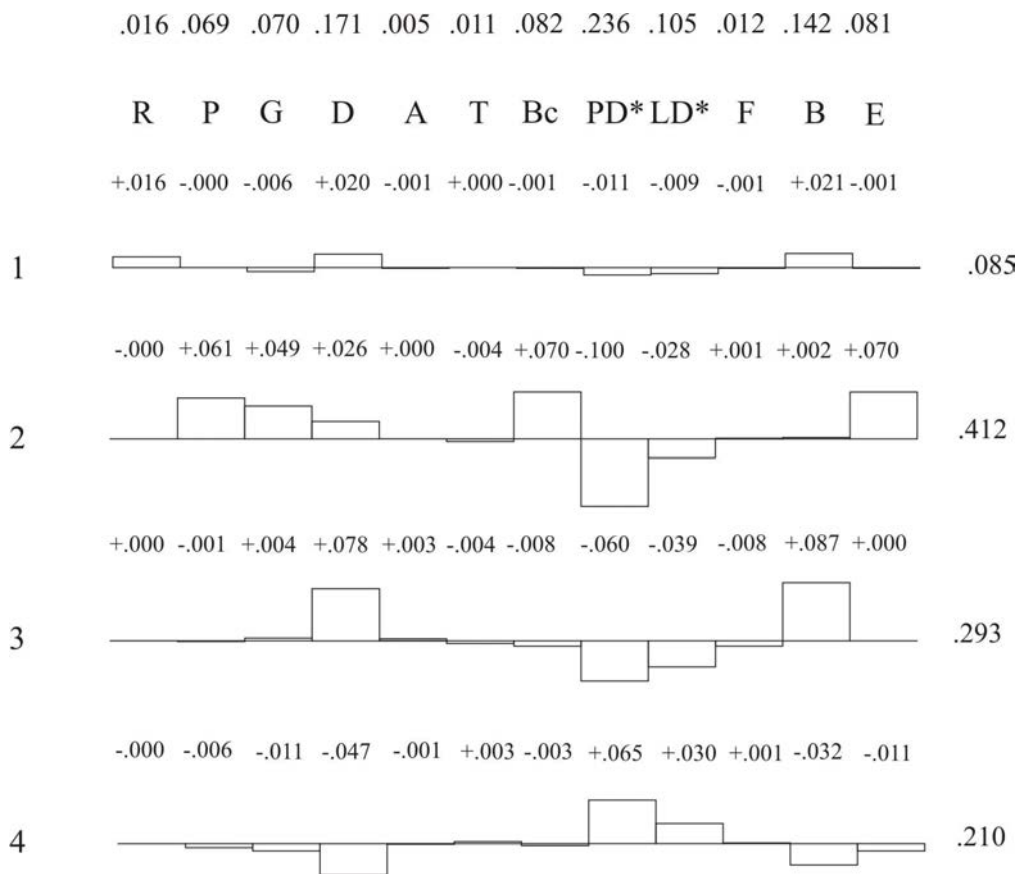 .016 .069 .070 .171 .005 .011 .082 .236 .105 .012 .142 .081
R P G D A T Bc PD* LD* F B E
+.016 -.000 -.006 +.020 -.001 +.000 -.001 -.011 -.009 -.001 +.021 -.001
1 .085
-.000 +.061 +.049 +.026 +.000 -.004 +.070 -.100 -.028 +.001 +.002 +.070
2 .412
+.000 -.001 +.004 +.078 +.003 -.004 -.008 -.060 -.039 -.008 +.087 +.000
3 .293
-.000 -.006 -.011 -.047 -.001 +.003 -.003 +.065 +.030 +.001 -.032 -.011
4 .210